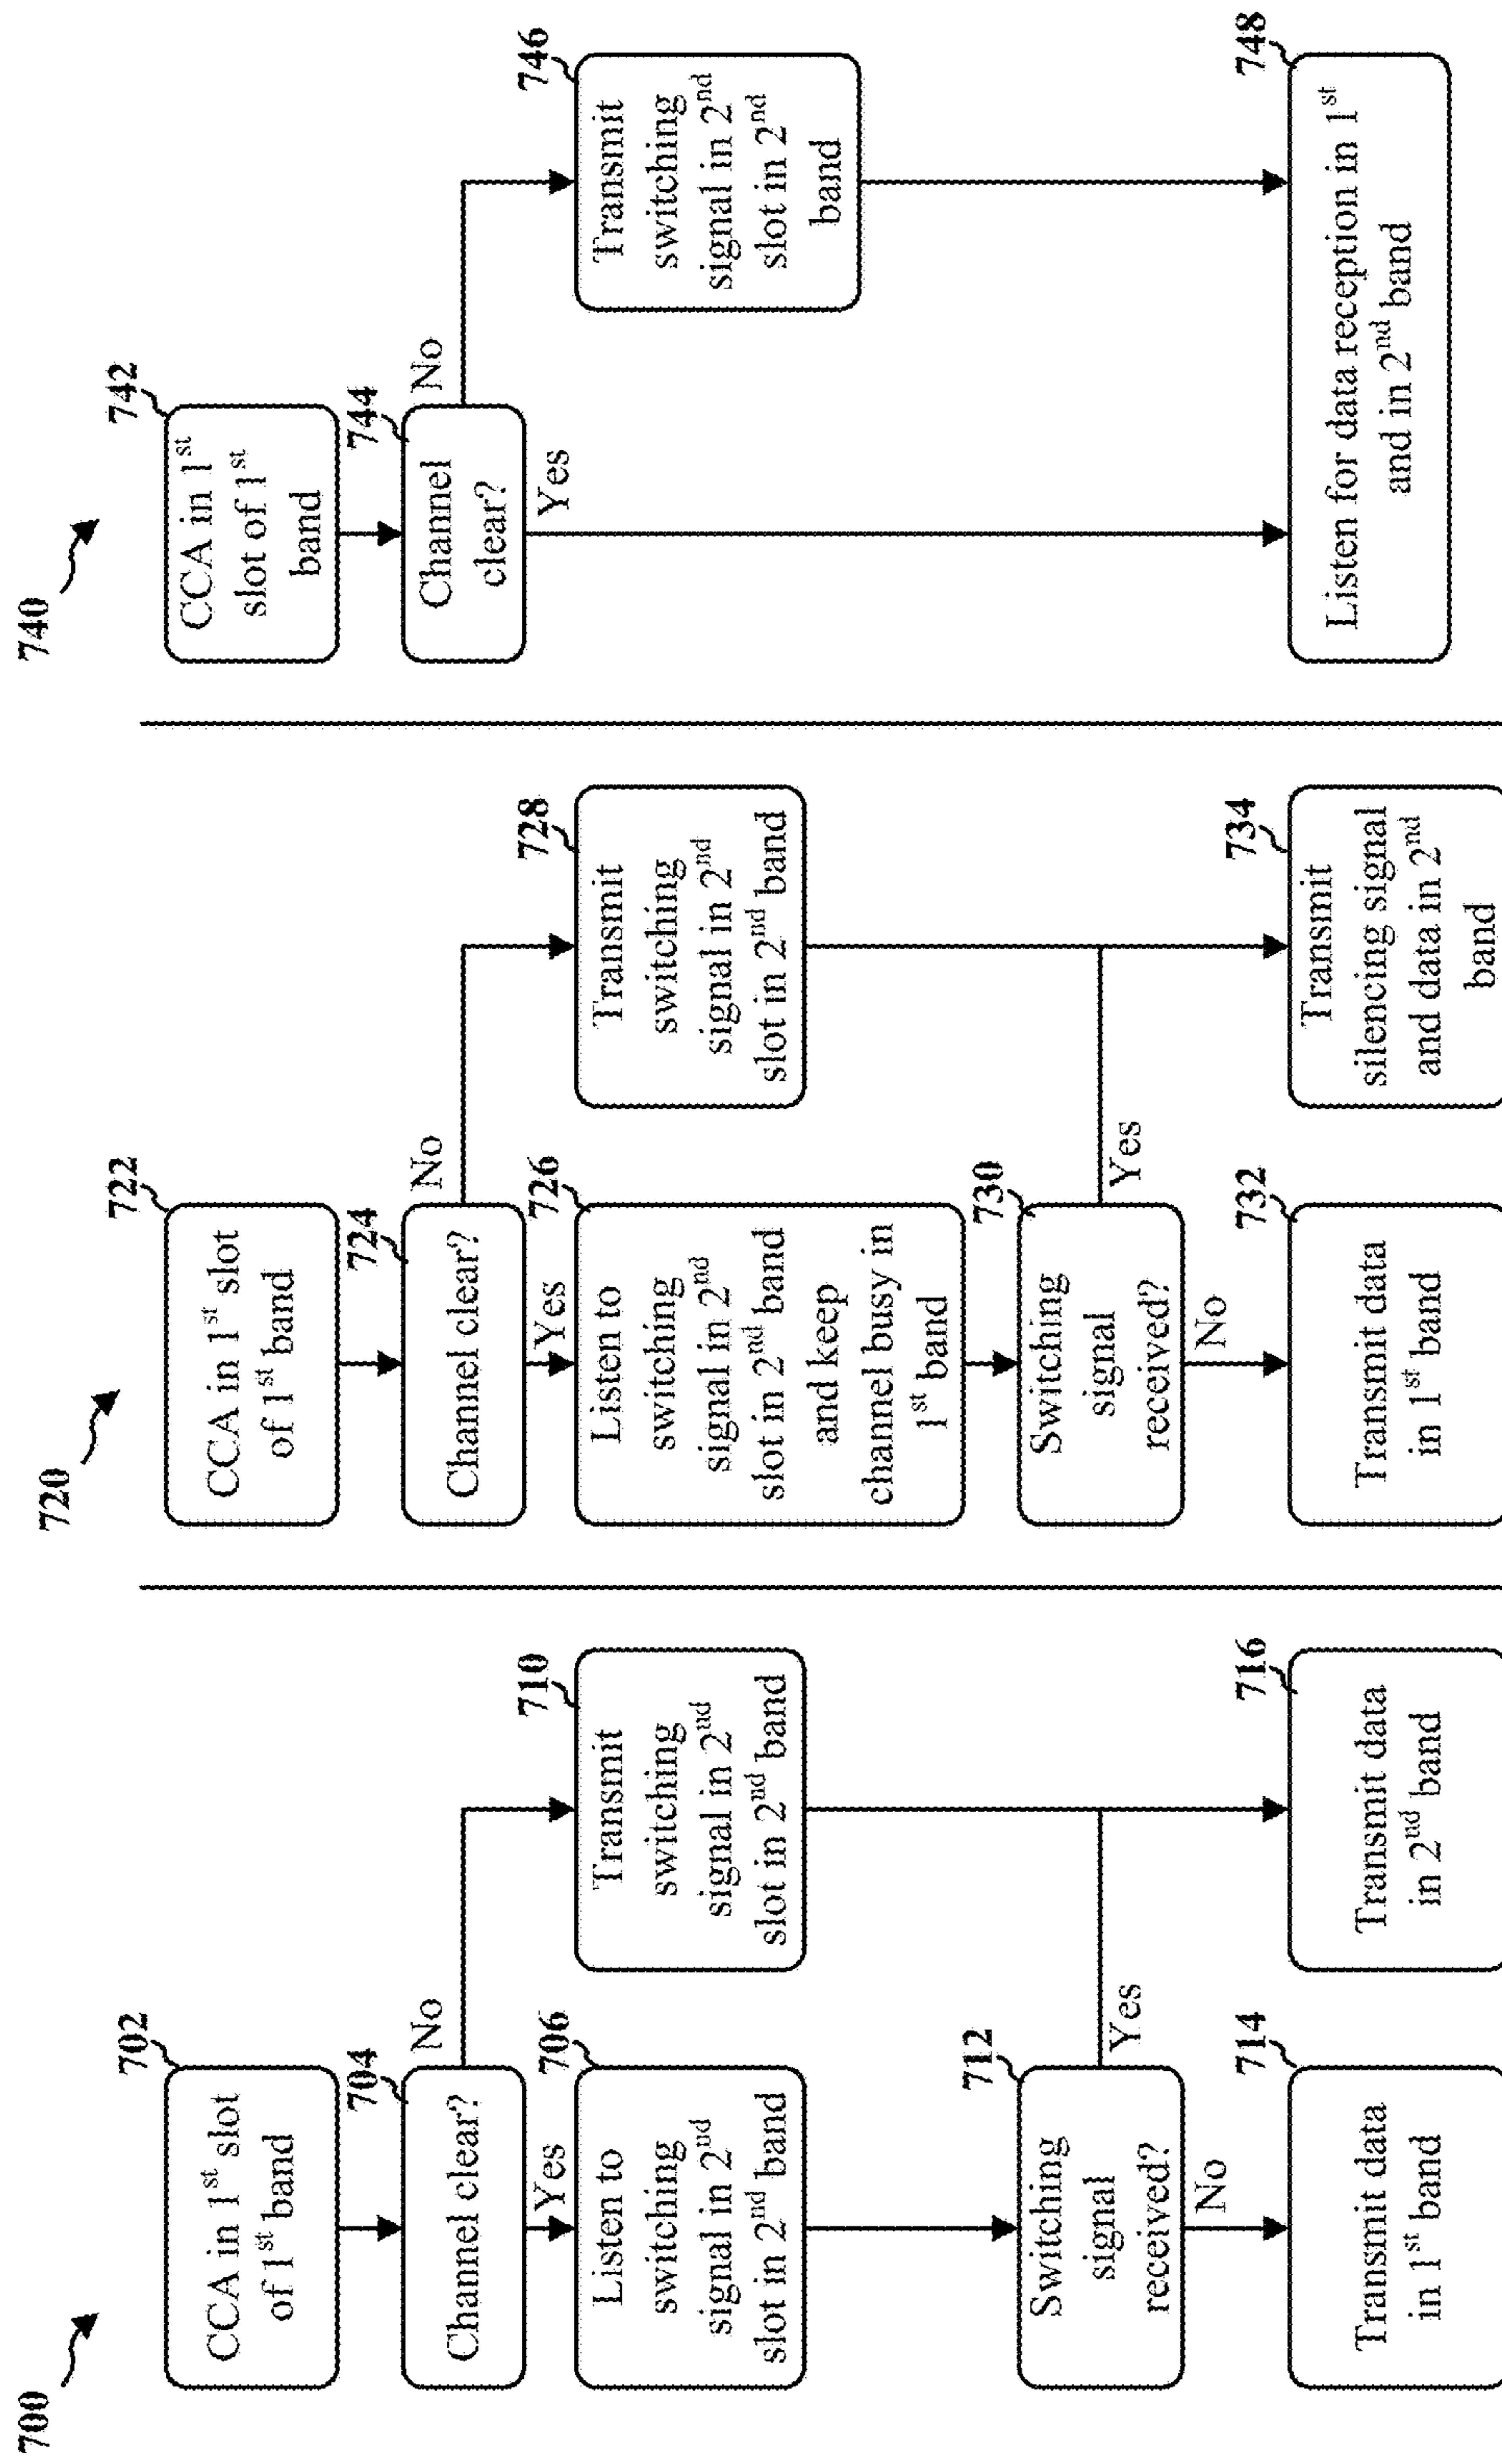 700
702
CCA in 1st slot
of 1st band
704
Channel clear?
No
Yes
706
Listen to
switching
signal in 2nd
slot in 2nd band
710
Transmit
switching
signal in 2nd
slot in 2nd band
712
Switching
signal
received?
Yes
No
714
Transmit data
in 1st band
716
Transmit data
in 2nd band
720
722
CCA in 1st slot
of 1st band
724
Channel clear?
No
Yes
726
Listen to
switching
signal in 2nd
slot in 2nd band
and keep
channel busy in
1st band
728
Transmit
switching
signal in 2nd
slot in 2nd band
730
Switching
signal
received?
Yes
No
732
Transmit data
in 1st band
734
Transmit
silencing signal
and data in 2nd
band
740
742
CCA in 1st
slot of 1st
band
744
Channel
clear?
No
Yes
746
Transmit
switching
signal in 2nd
slot in 2nd
band
748
Listen for data reception in 1st
and in 2nd band